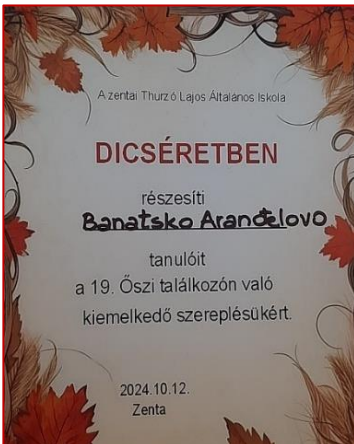 A zentai Thurzó Lajos Általános Iskola
DICSÉRETBEN
részesíti
Banatsko Aranđelovo
tanulóit
a 19. Őszi találkozón való
kiemelkedő szereplésükért.
2024.10.12.
Zenta